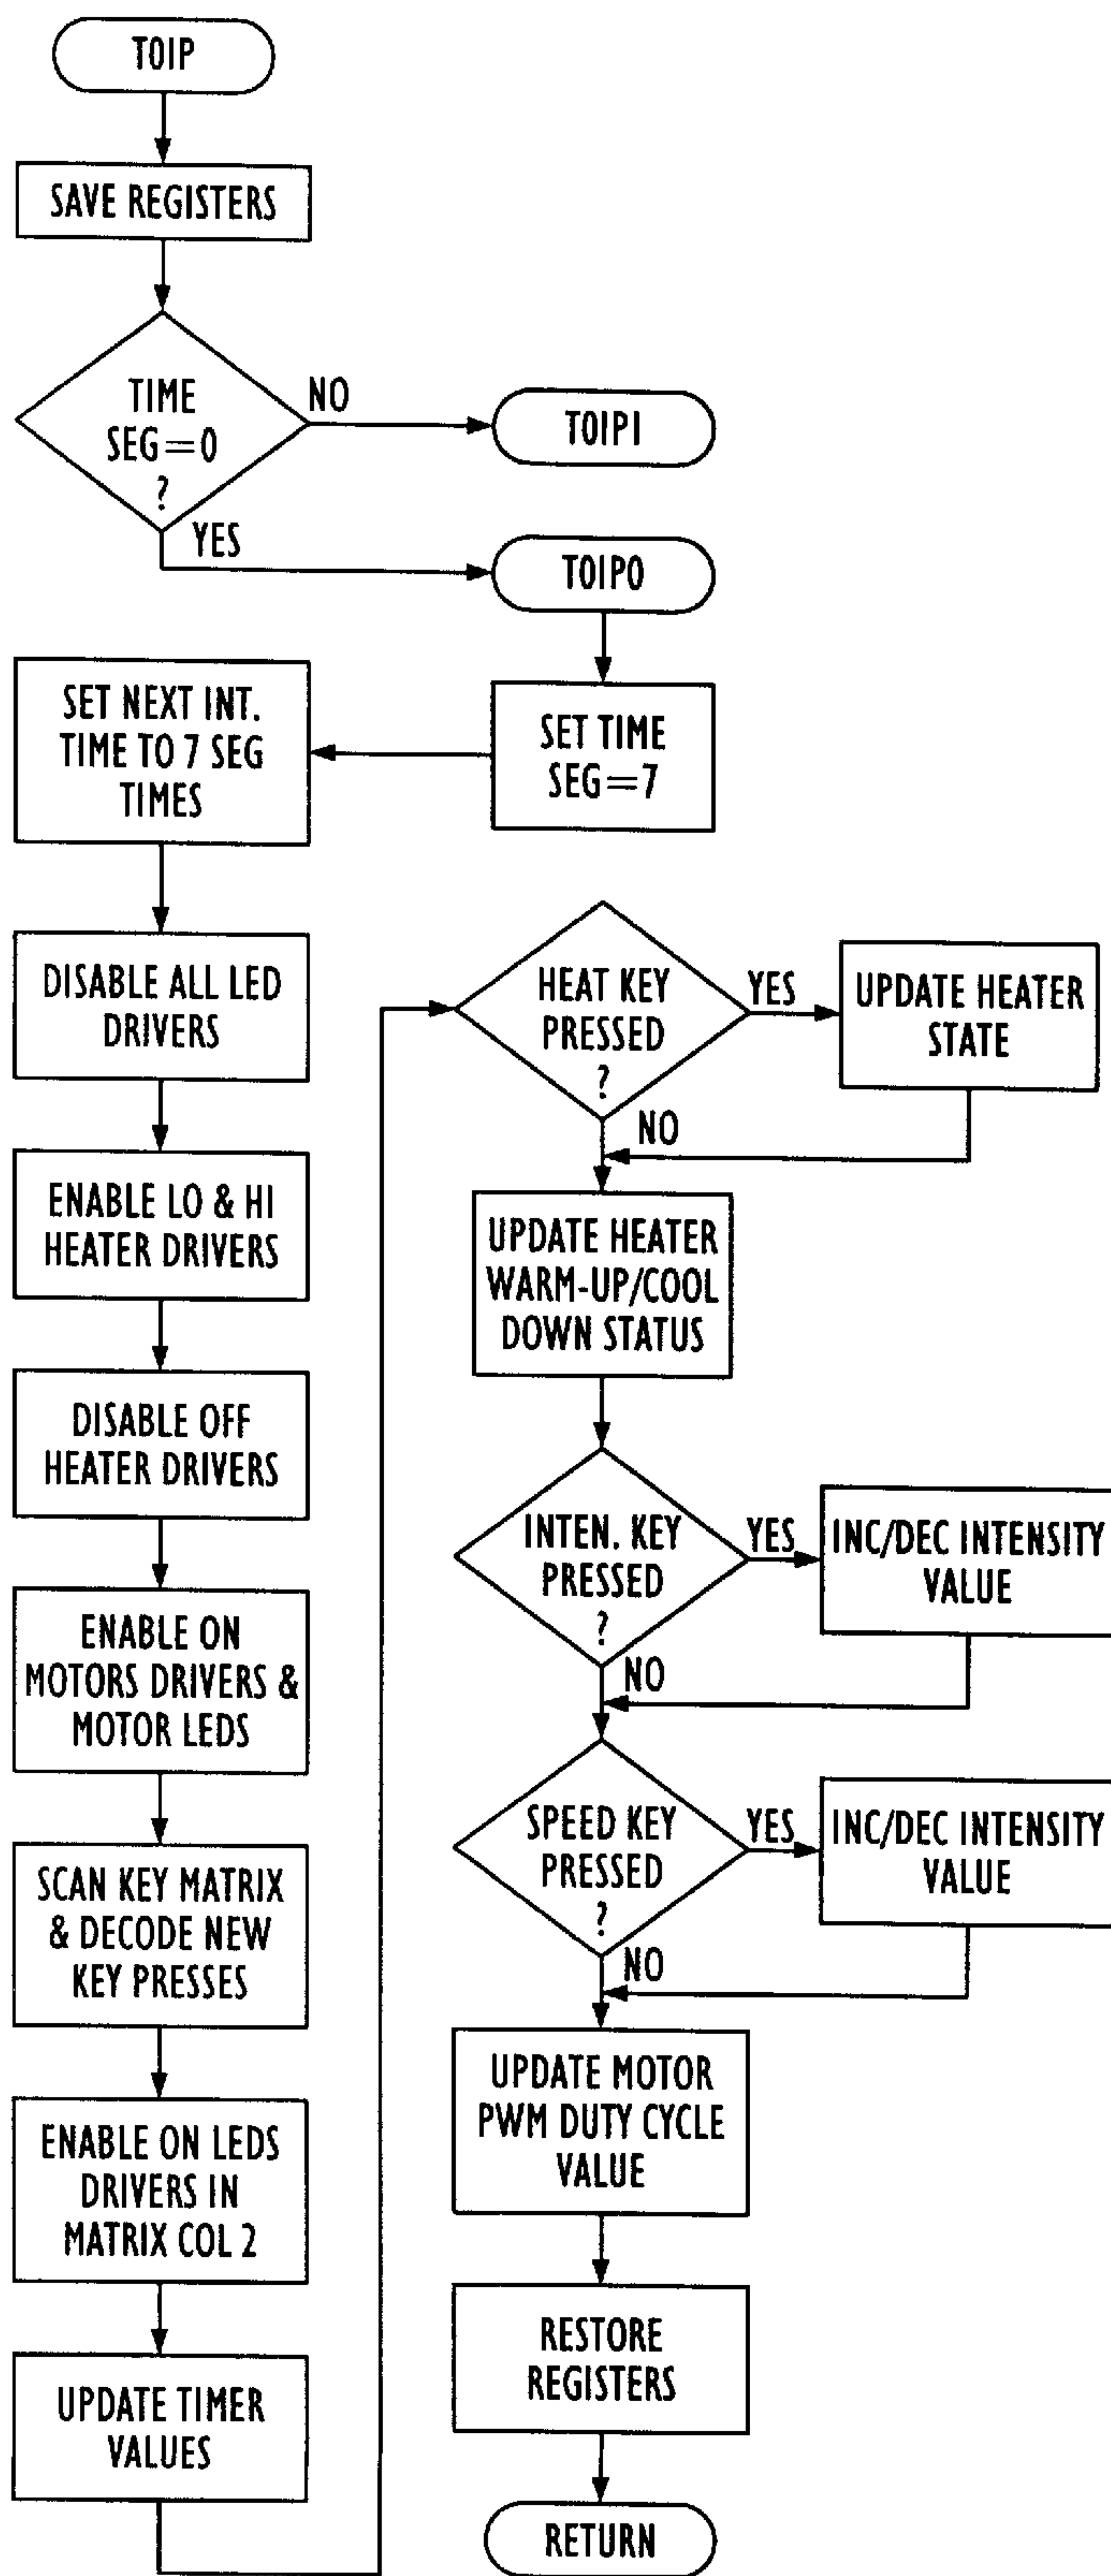 TOIP
SAVE REGISTERS
TIME
SEG=0
?
NO
TOIP1
YES
TOIP0
SET TIME
SEG=7
SET NEXT INT.
TIME TO 7 SEG
TIMES
DISABLE ALL LED
DRIVERS
ENABLE LO & HI
HEATER DRIVERS
DISABLE OFF
HEATER DRIVERS
ENABLE ON
MOTORS DRIVERS &
MOTOR LEDS
SCAN KEY MATRIX
& DECODE NEW
KEY PRESSES
ENABLE ON LEDS
DRIVERS IN
MATRIX COL 2
UPDATE TIMER
VALUES
HEAT KEY
PRESSED
?
YES
UPDATE HEATER
STATE
NO
UPDATE HEATER
WARM-UP/COOL
DOWN STATUS
INTEN. KEY
PRESSED
?
YES
INC/DEC INTENSITY
VALUE
NO
SPEED KEY
PRESSED
?
YES
INC/DEC INTENSITY
VALUE
NO
UPDATE MOTOR
PWM DUTY CYCLE
VALUE
RESTORE
REGISTERS
RETURN